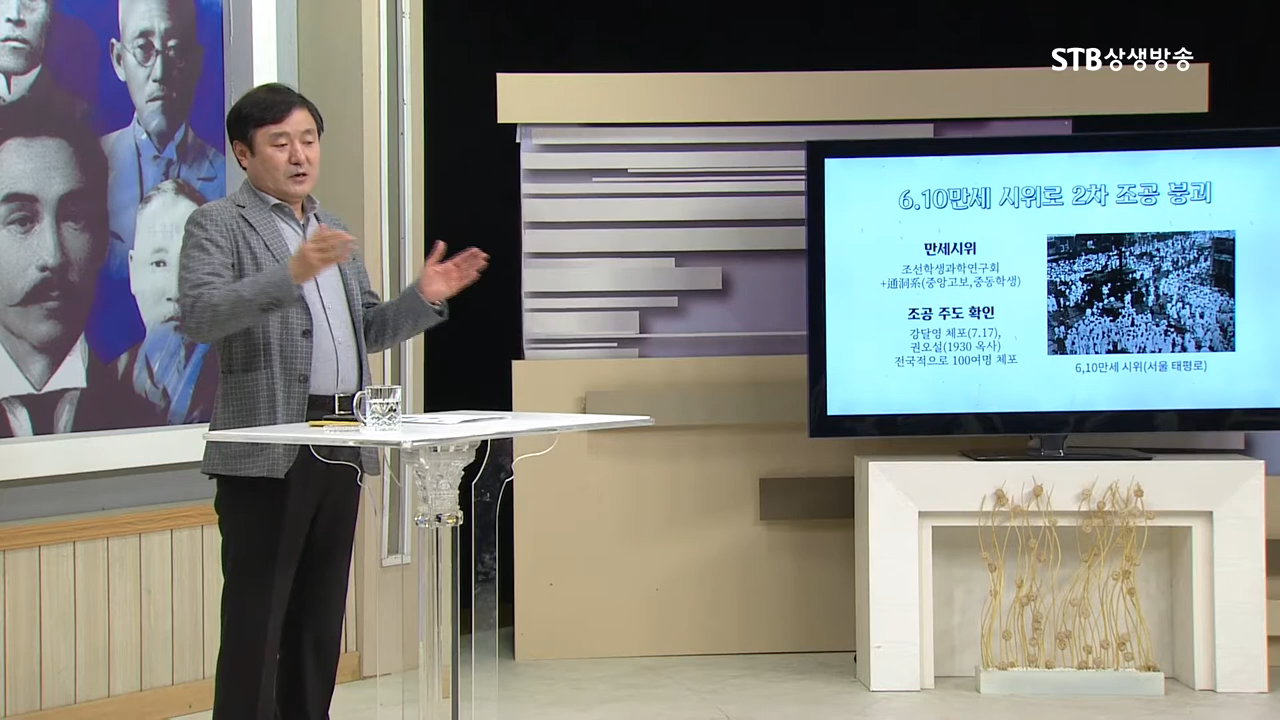 STB상생방송
6.10만세 시위로 2차 조공 붕괴
만세시위
조선학생과학연구회
+通洞系(중앙고보,중동학생)
조공 주도 확인
강달영 체포(7.17),
권오설(1930 옥사)
전국적으로 100여명 체포
6,10만세 시위(서울 태평로)